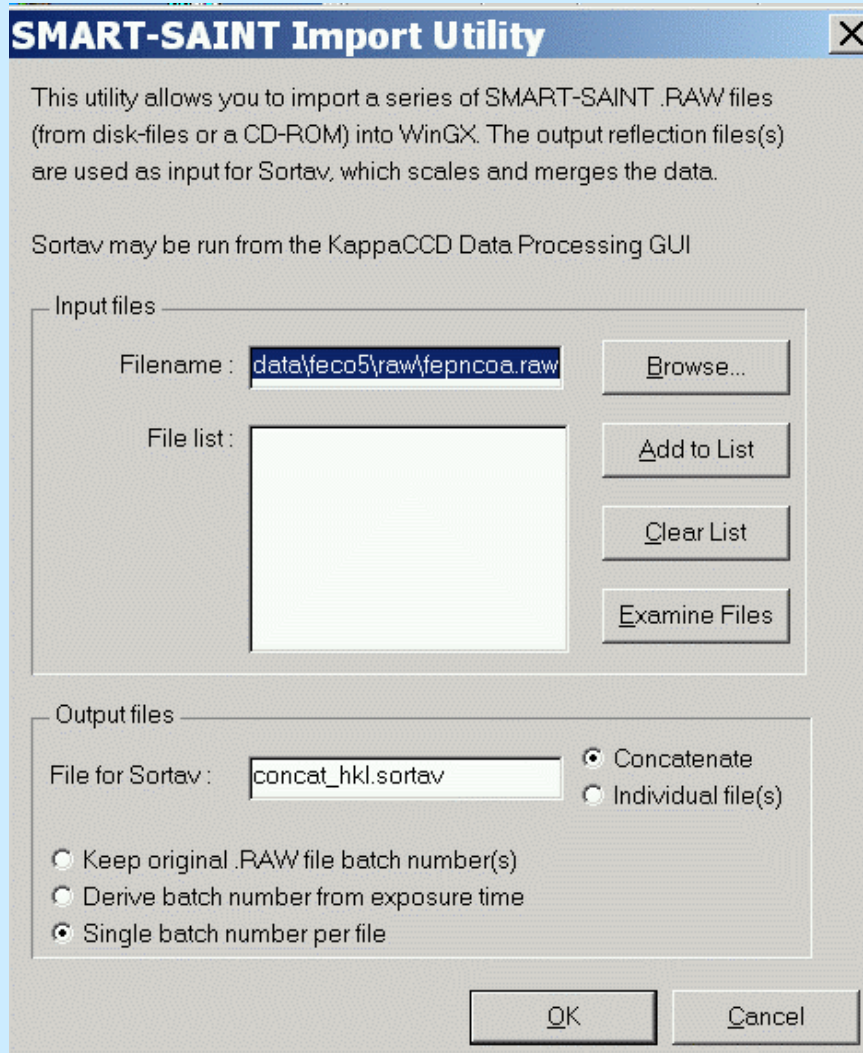 SMART-SAINT Import Utility
This utility allows you to import a series of SMART-SAINT .RAW files
(from disk-files or a CD-ROM) into WinGX. The output reflection files(s)
are used as input for Sortav, which scales and merges the data.
Sortav may be run from the KappaCCD Data Processing GUI
Input files
Filename : data\feco5\raw\fepncoa.raw Browse...
File list : Add to List
Clear List
Examine Files
Output files
File for Sortav : concat_hkl.sortav Concatenate
Individual file(s)
Keep original .RAW file batch number(s)
Derive batch number from exposure time
Single batch number per file
OK Cancel